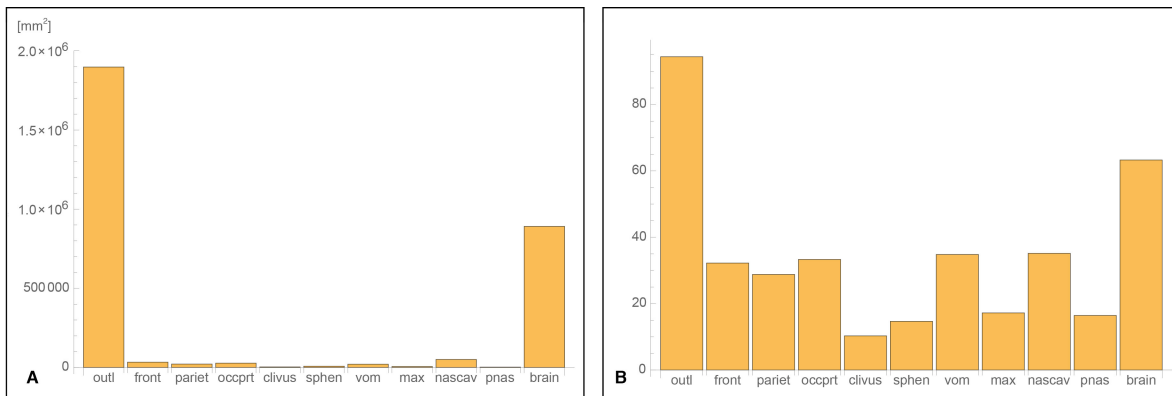 [mm²]
2.0×10⁶
1.5×10⁶
1.0×10⁶
500 000
0
A
outl front pariet occprt clivus sphen vom max nascav pnas brain
80
60
40
20
0
B
outl front pariet occprt clivus sphen vom max nascav pnas brain